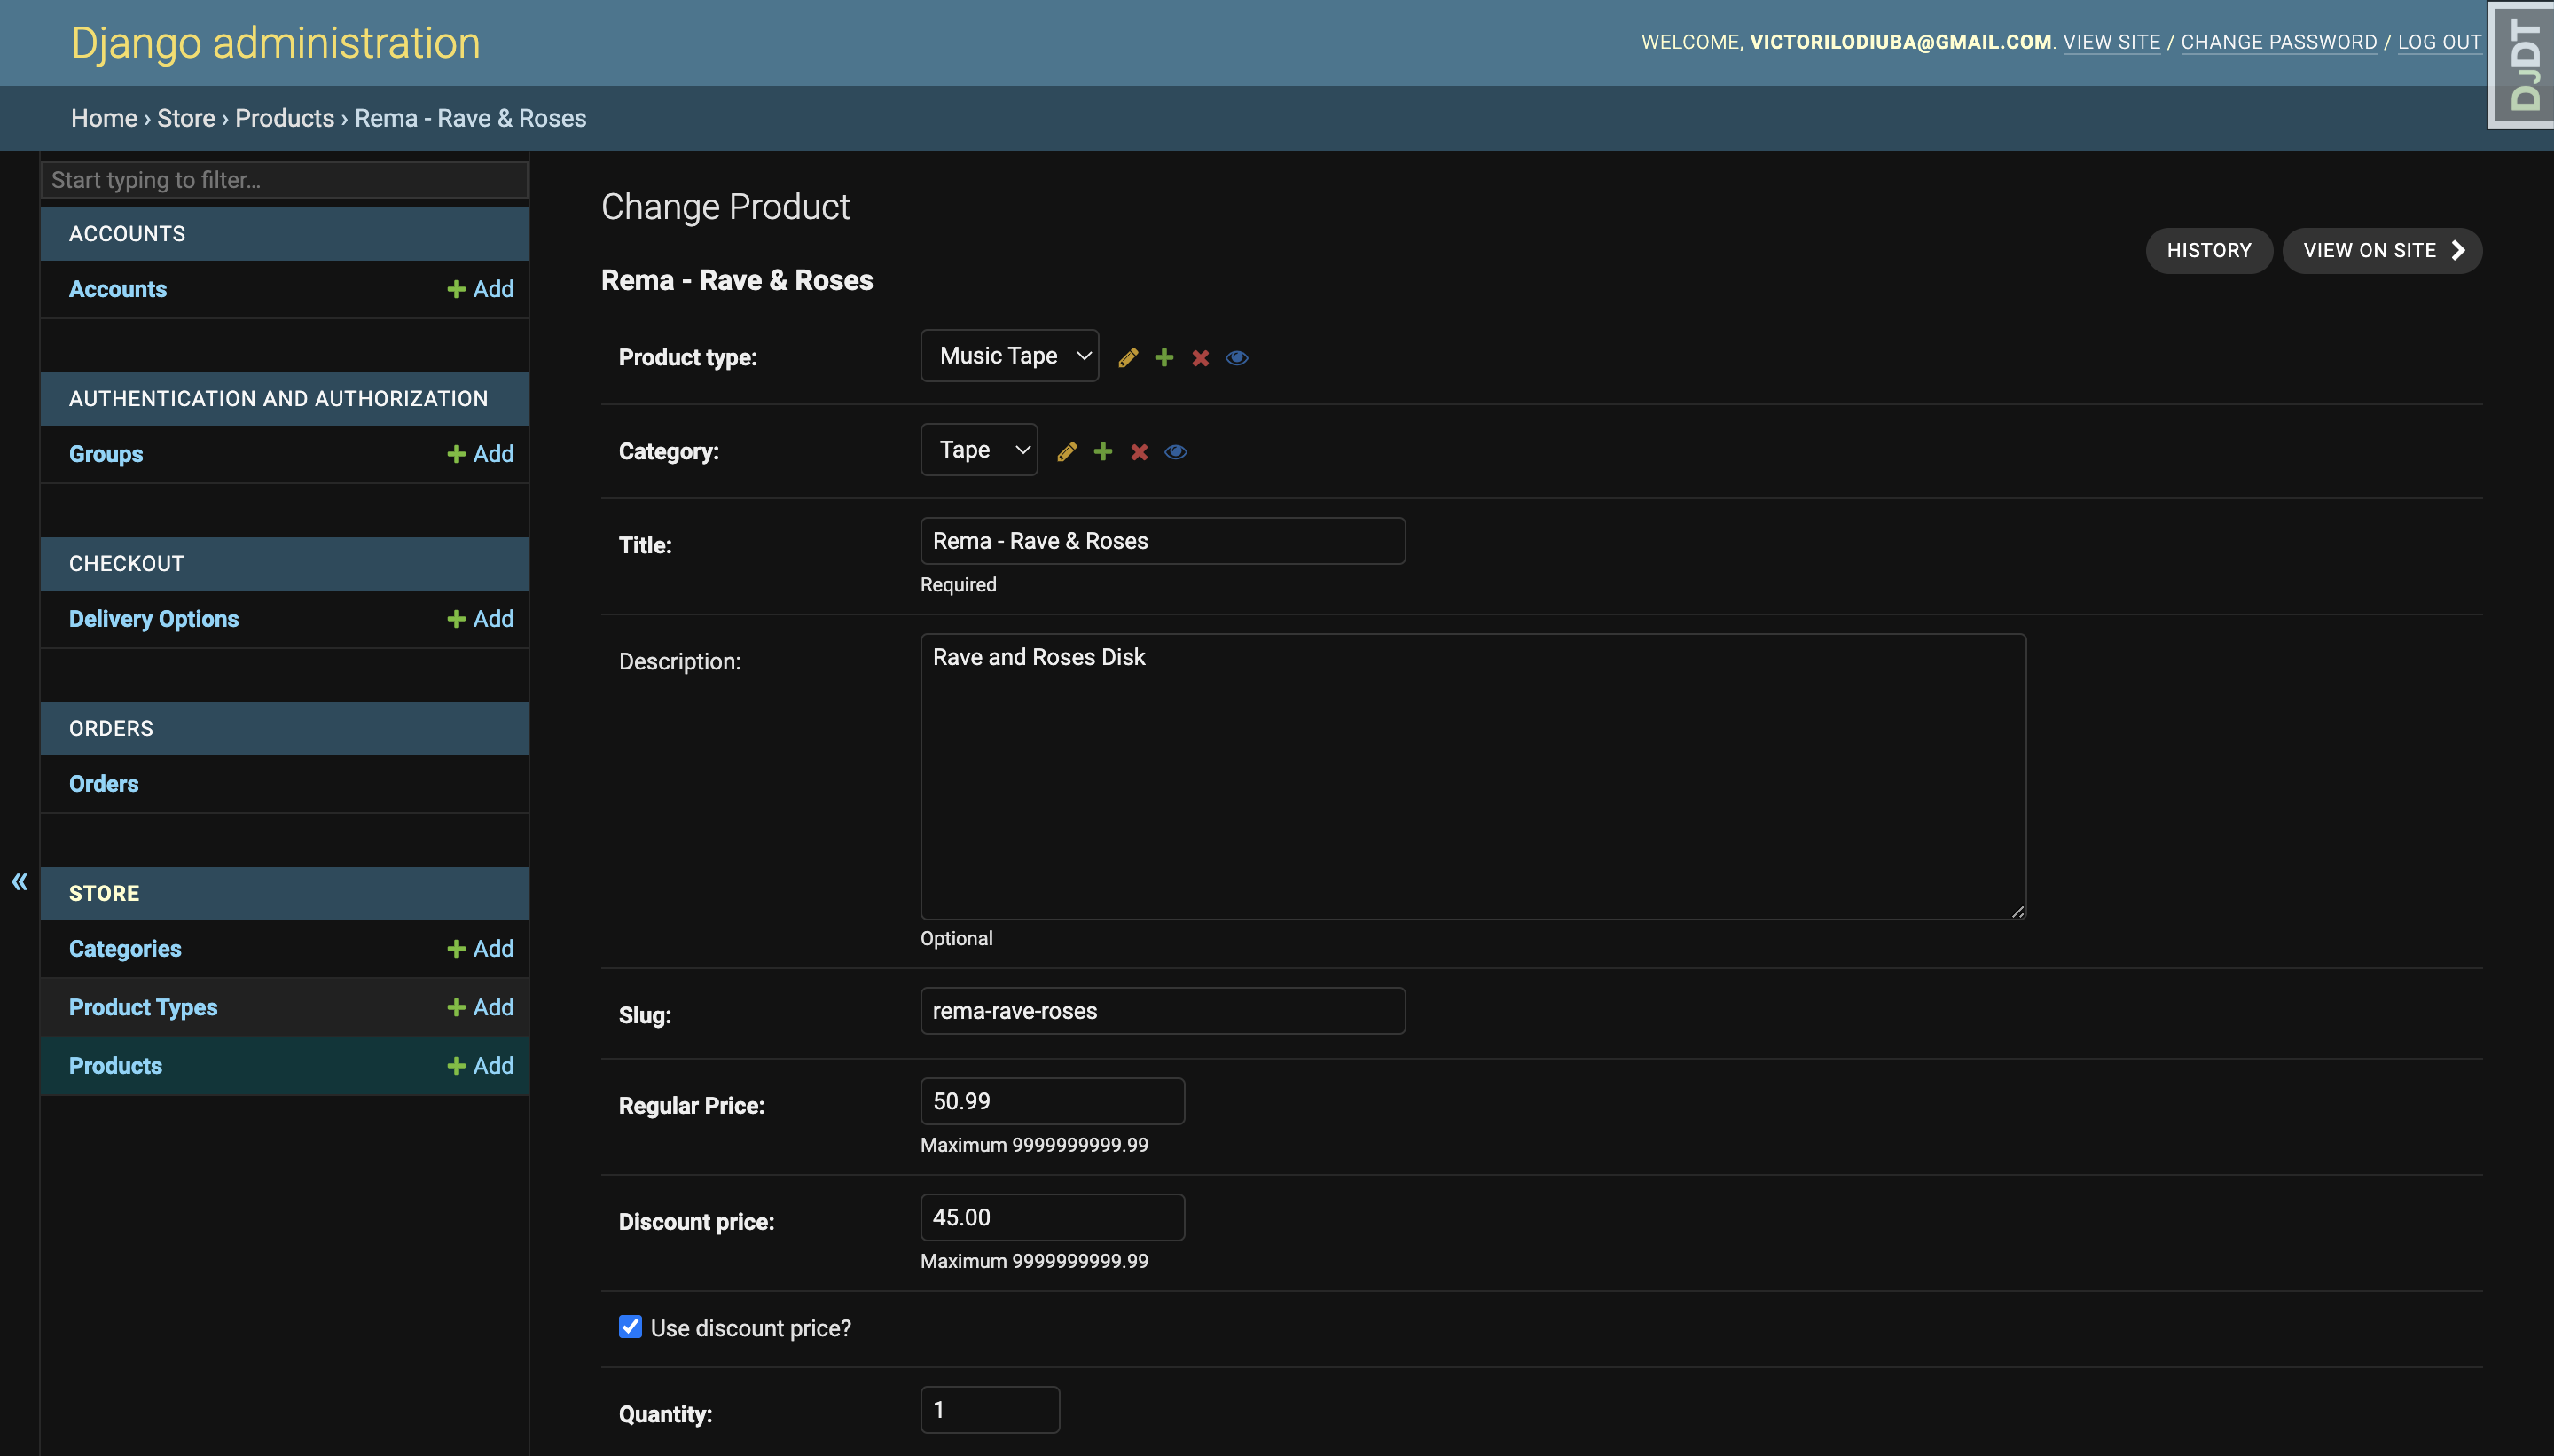 Django administration
WELCOME, VICTORILODIUBA@GMAIL.COM. VIEW SITE / CHANGE PASSWORD / LOG OUT
DJDT
Home › Store › Products › Rema - Rave & Roses
Start typing to filter…
ACCOUNTS
Accounts
Add
AUTHENTICATION AND AUTHORIZATION
Groups
Add
CHECKOUT
Delivery Options
Add
ORDERS
Orders
«
STORE
Categories
Add
Product Types
Add
Products
Add
Change Product
HISTORY
VIEW ON SITE
Rema - Rave & Roses
Product type:
Music Tape
Category:
Tape
Title:
Rema - Rave & Roses
Required
Description:
Rave and Roses Disk
Optional
Slug:
rema-rave-roses
Regular Price:
50.99
Maximum 9999999999.99
Discount price:
45.00
Maximum 9999999999.99
Use discount price?
Quantity:
1